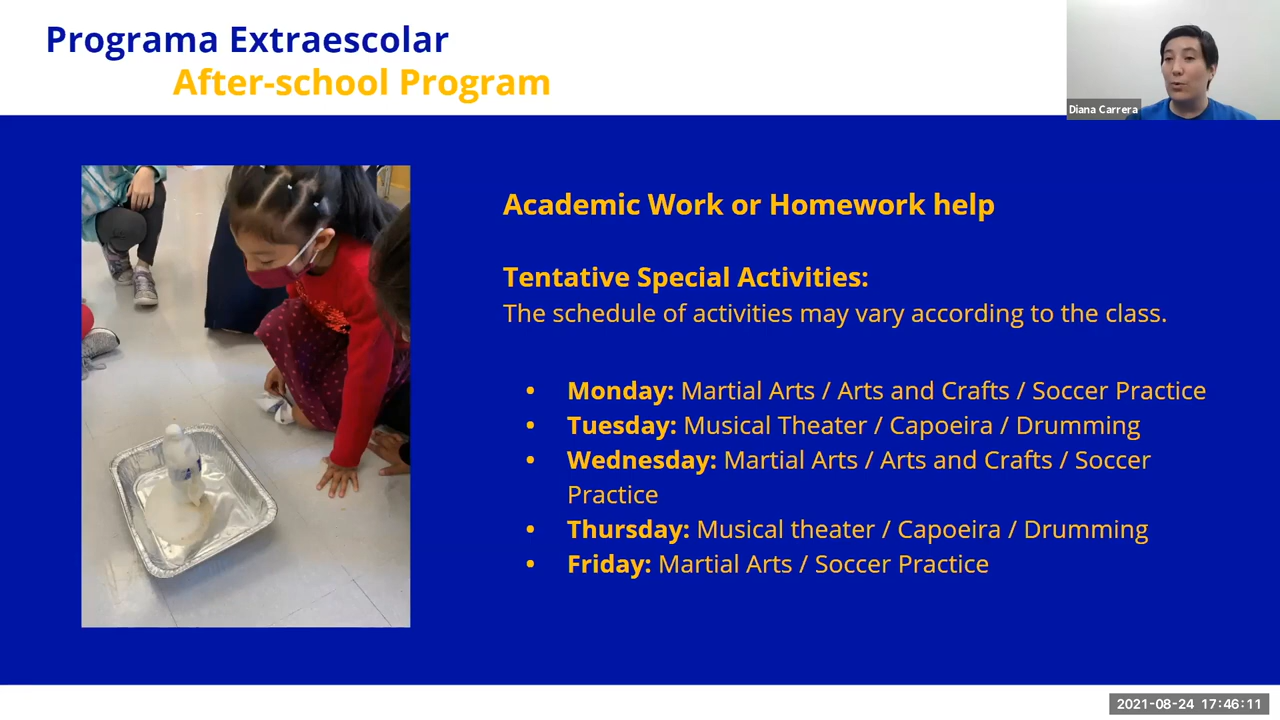 Programa Extraescolar
After-school Program
Diana Carrera
Academic Work or Homework help
Tentative Special Activities:
The schedule of activities may vary according to the class.
• Monday: Martial Arts / Arts and Crafts / Soccer Practice
• Tuesday: Musical Theater / Capoeira / Drumming
• Wednesday: Martial Arts / Arts and Crafts / Soccer
Practice
• Thursday: Musical theater / Capoeira / Drumming
• Friday: Martial Arts / Soccer Practice
2021-08-24 17:46:11